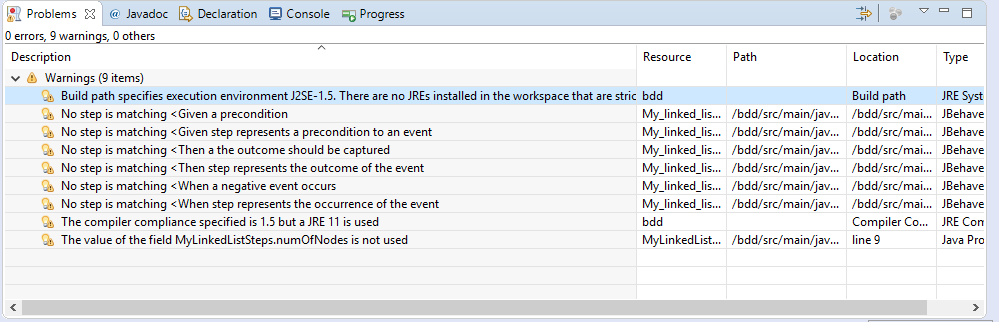 Problems @ Javadoc Declaration Console Progress
0 errors, 9 warnings, 0 others
Description Resource Path Location Type
Warnings (9 items)
Build path specifies execution environment J2SE-1.5. There are no JREs installed in the workspace that are stric bdd Build path JRE Syst
No step is matching <Given a precondition My_linked_lis... /bdd/src/main/jav... /bdd/src/mai... JBehave
No step is matching <Given step represents a precondition to an event My_linked_lis... /bdd/src/main/jav... /bdd/src/mai... JBehave
No step is matching <Then a the outcome should be captured My_linked_lis... /bdd/src/main/jav... /bdd/src/mai... JBehave
No step is matching <Then step represents the outcome of the event My_linked_lis... /bdd/src/main/jav... /bdd/src/mai... JBehave
No step is matching <When a negative event occurs My_linked_lis... /bdd/src/main/jav... /bdd/src/mai... JBehave
No step is matching <When step represents the occurrence of the event My_linked_lis... /bdd/src/main/jav... /bdd/src/mai... JBehave
The compiler compliance specified is 1.5 but a JRE 11 is used bdd Compiler Co... JRE Com
The value of the field MyLinkedListSteps.numOfNodes is not used MyLinkedList... /bdd/src/main/jav... line 9 Java Pro